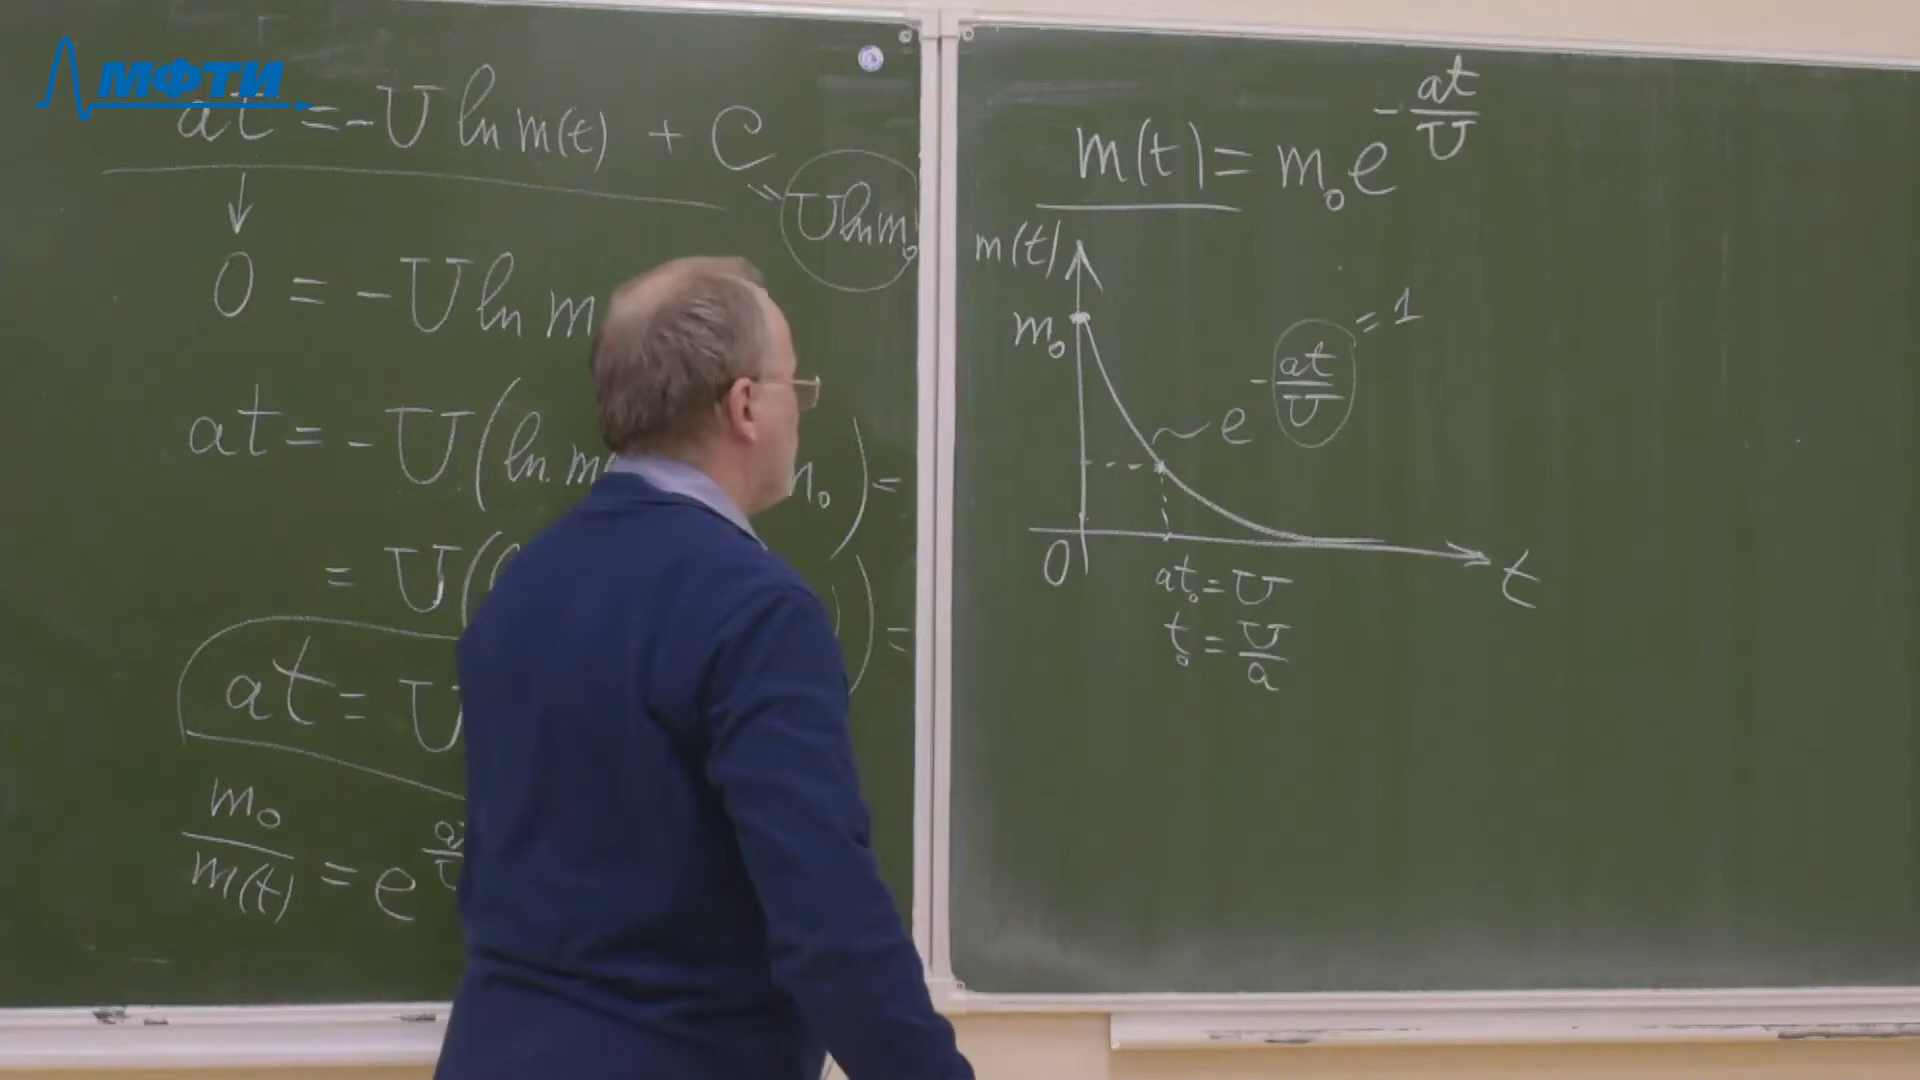 МФТИ
at = -U ln m(t) + C
= U ln m₀
0 = -U ln m
at = -U(ln m m₀) =
= U( ) =
at = U
m₀/m(t) = e
m(t) = m₀e^(-at/U)
m(t)
m₀
e^(-at/U) = 1
0
t
at₀ = U
t₀ = U/a